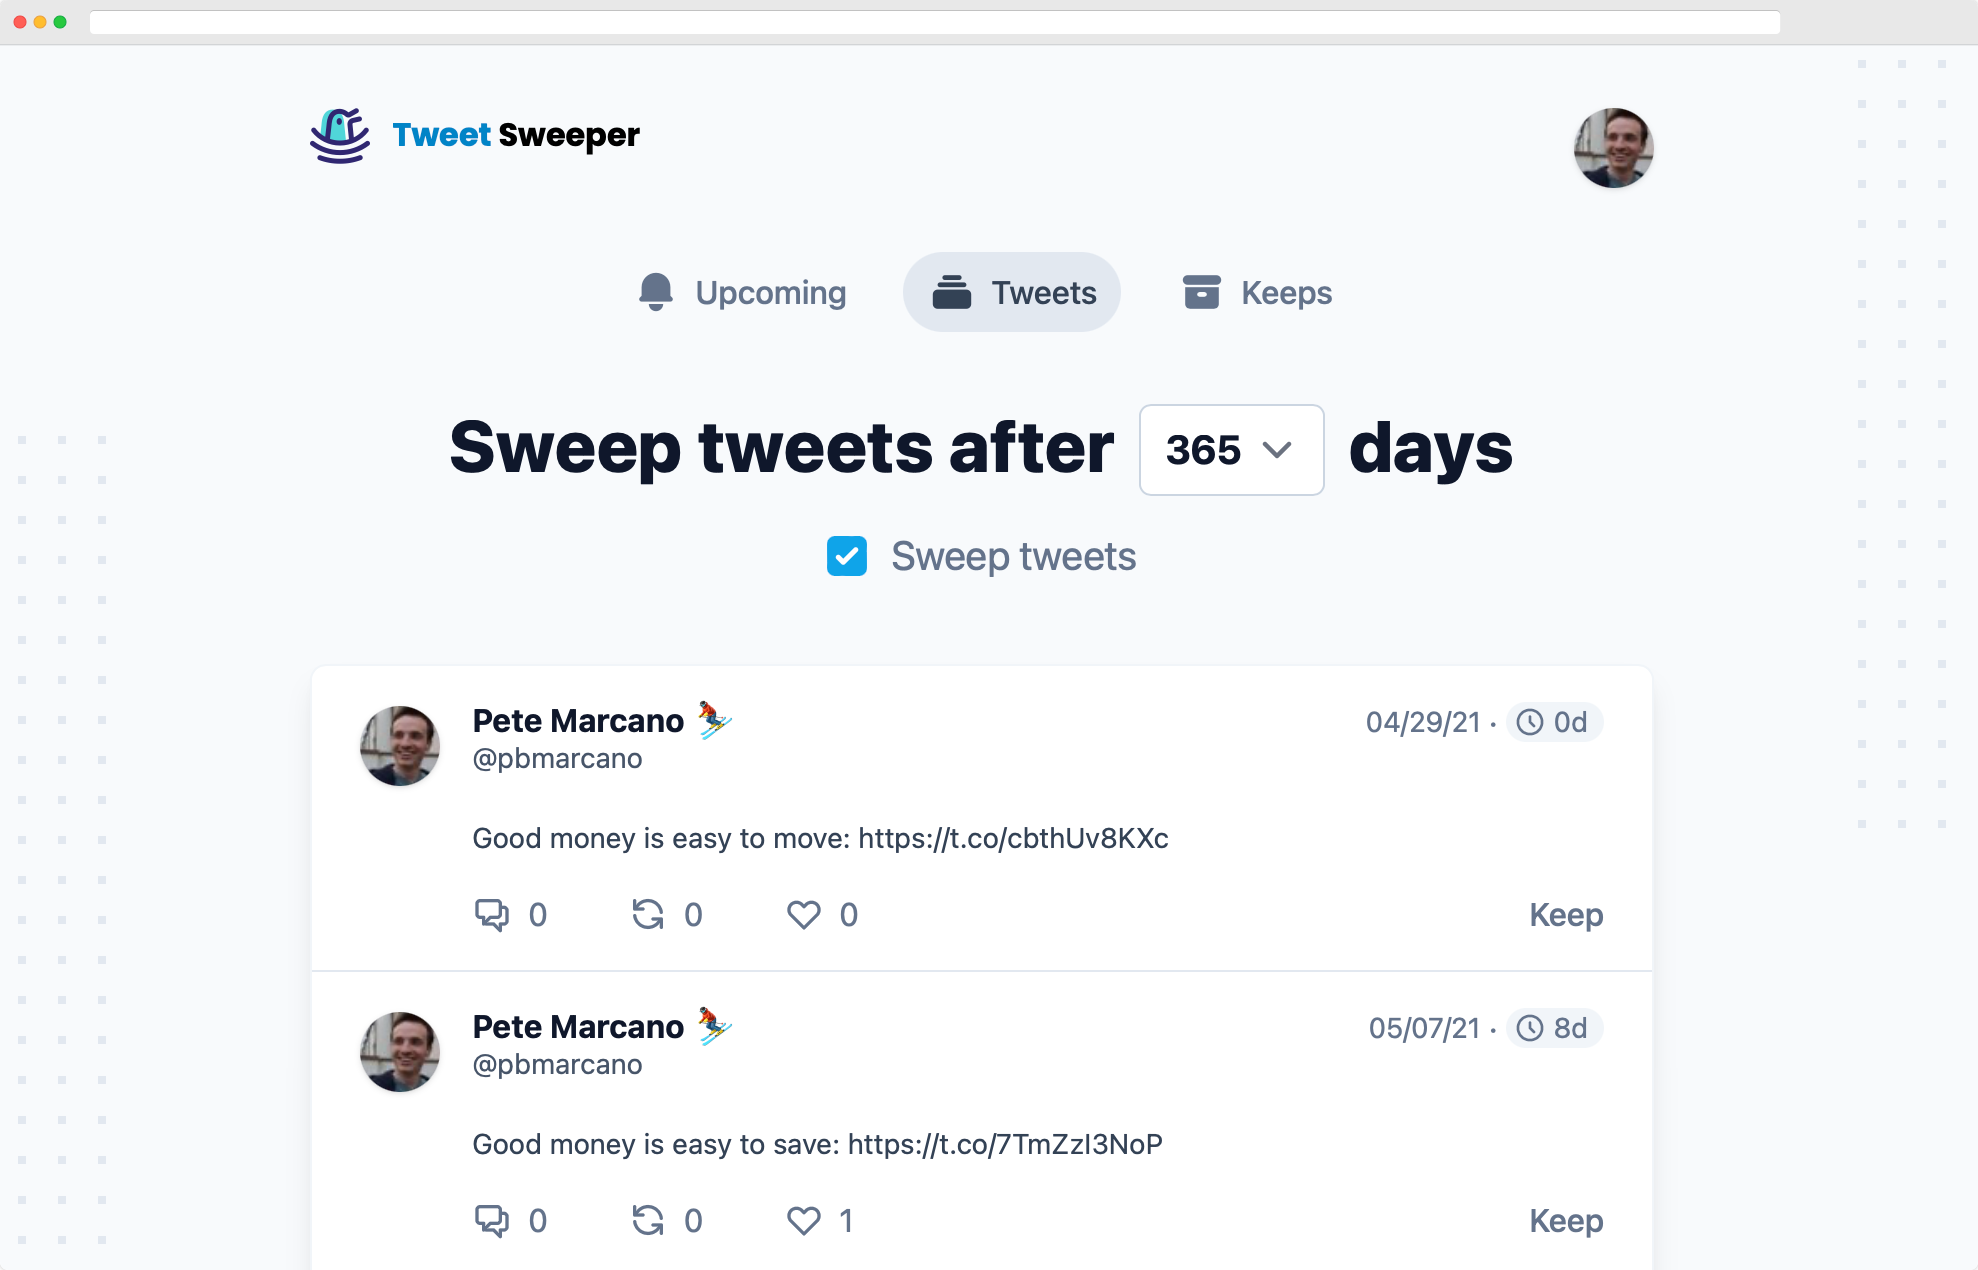 Tweet Sweeper
Upcoming
Tweets
Keeps
Sweep tweets after 365 days
Sweep tweets
Pete Marcano ⛷
04/29/21 · 0d
@pbmarcano
Good money is easy to move: https://t.co/cbthUv8KXc
0 0 0 Keep
Pete Marcano ⛷
05/07/21 · 8d
@pbmarcano
Good money is easy to save: https://t.co/7TmZzI3NoP
0 0 1 Keep